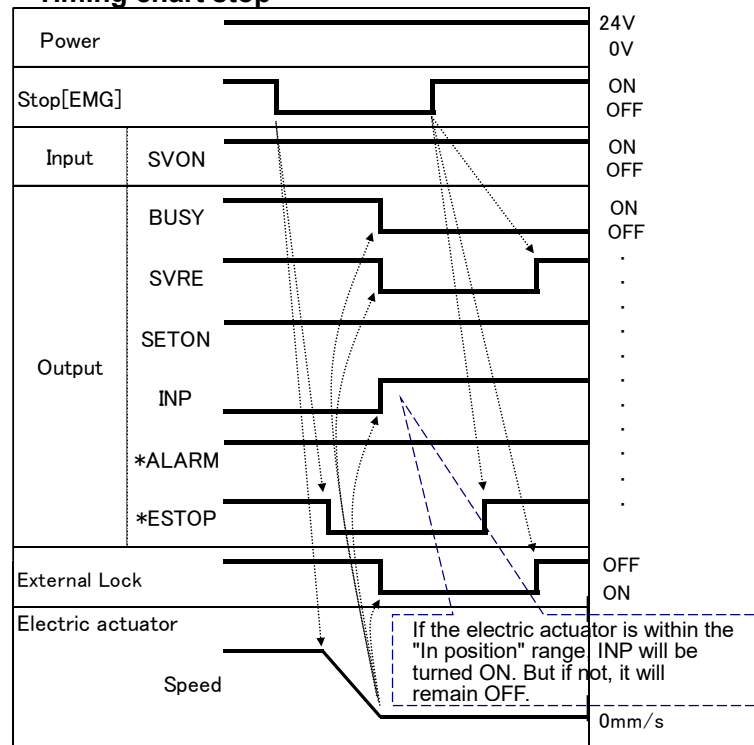 Timing chart stop
Power
24V
0V
Stop[EMG]
ON
OFF
Input
SVON
ON
OFF
Output
BUSY
ON
OFF
SVRE
SETON
INP
*ALARM
*ESTOP
External Lock
OFF
ON
Electric actuator
If the electric actuator is within the
"In position" range, INP will be
turned ON. But if not, it will
remain OFF.
Speed
0mm/s